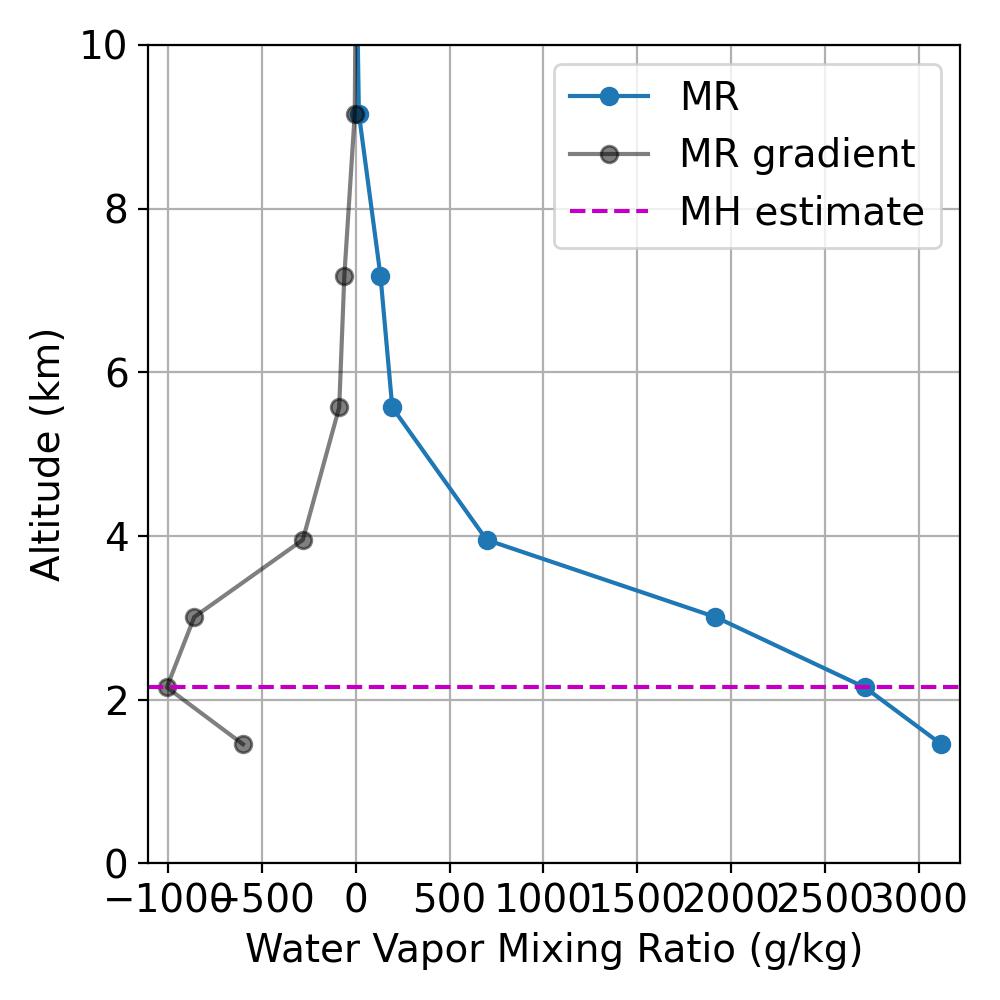 10
8
6
4
2
0
Altitude (km)
MR
MR gradient
MH estimate
−1000 −500 0 500 1000 1500 2000 2500 3000
Water Vapor Mixing Ratio (g/kg)